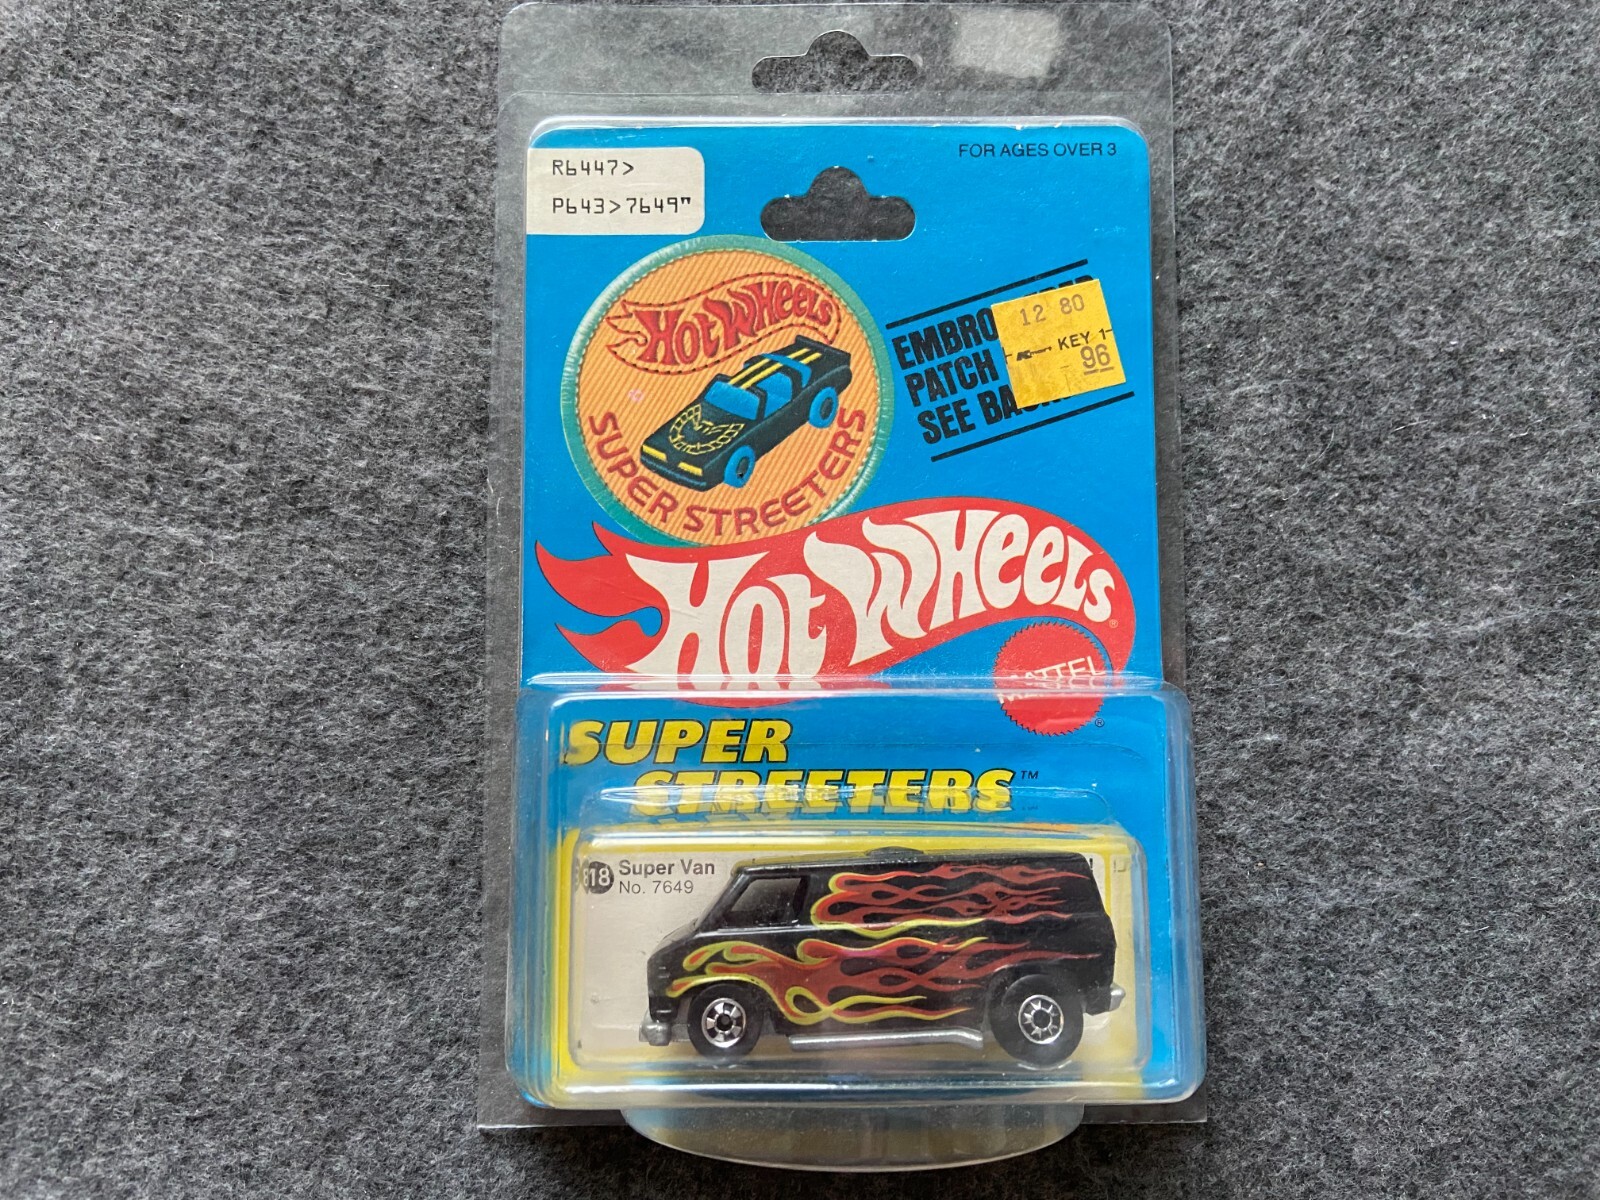 FOR AGES OVER 3
R6447>
P643>7649"
HOT WHEELS
SUPER STREETERS
EMBRO
PATCH
SEE BA
12 80
KEY 1-
96
HOT WHEELS®
MATTEL®
SUPER
STREETERS™
818 Super Van
No. 7649